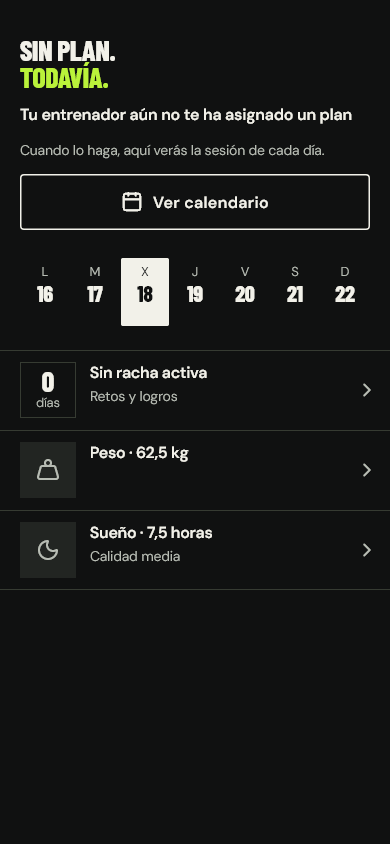 SIN PLAN.
TODAVÍA.
Tu entrenador aún no te ha asignado un plan
Cuando lo haga, aquí verás la sesión de cada día.
Ver calendario
L M X J V S D
16 17 18 19 20 21 22
0 días
Sin racha activa
Retos y logros
Peso · 62,5 kg
Sueño · 7,5 horas
Calidad media